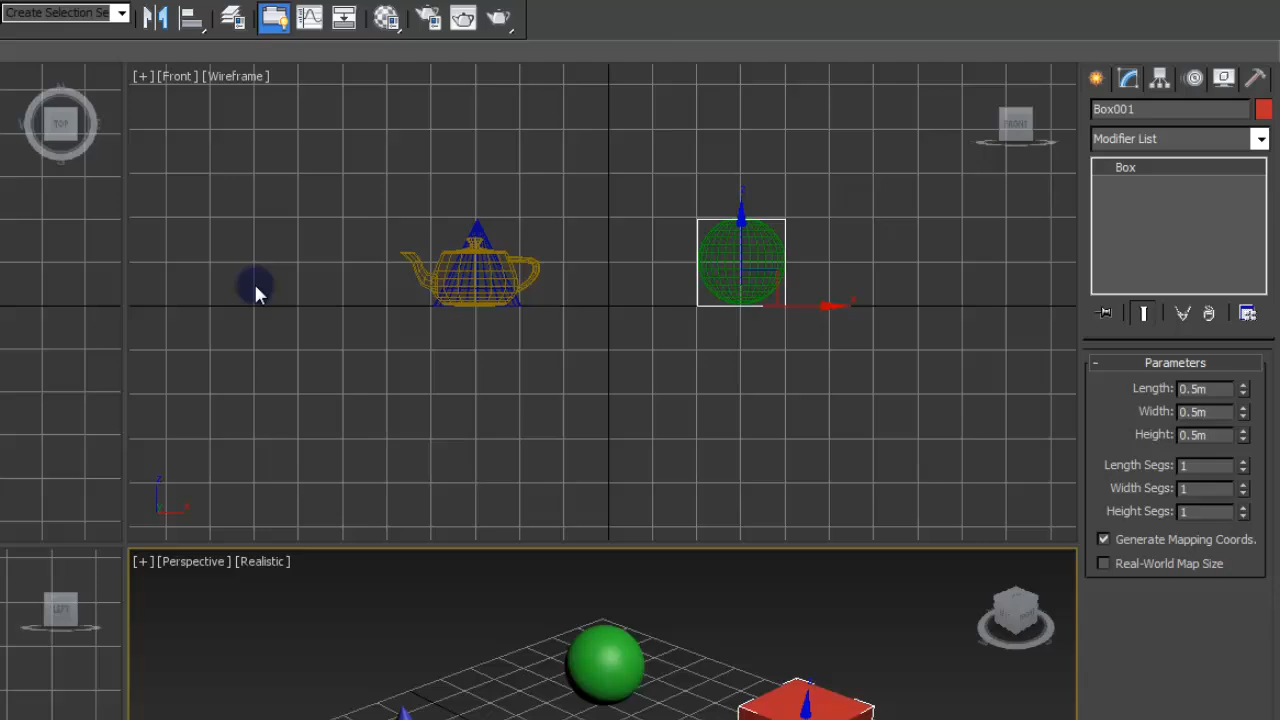 Create Selection Se
[+] [Front] [Wireframe]
TOP
FRONT
Box001
Modifier List
Box
z
x
Parameters
Length: 0.5m
Width: 0.5m
Height: 0.5m
Length Segs: 1
Width Segs: 1
Height Segs: 1
Generate Mapping Coords.
Real-World Map Size
z
x
[+] [Perspective] [Realistic]
LEFT